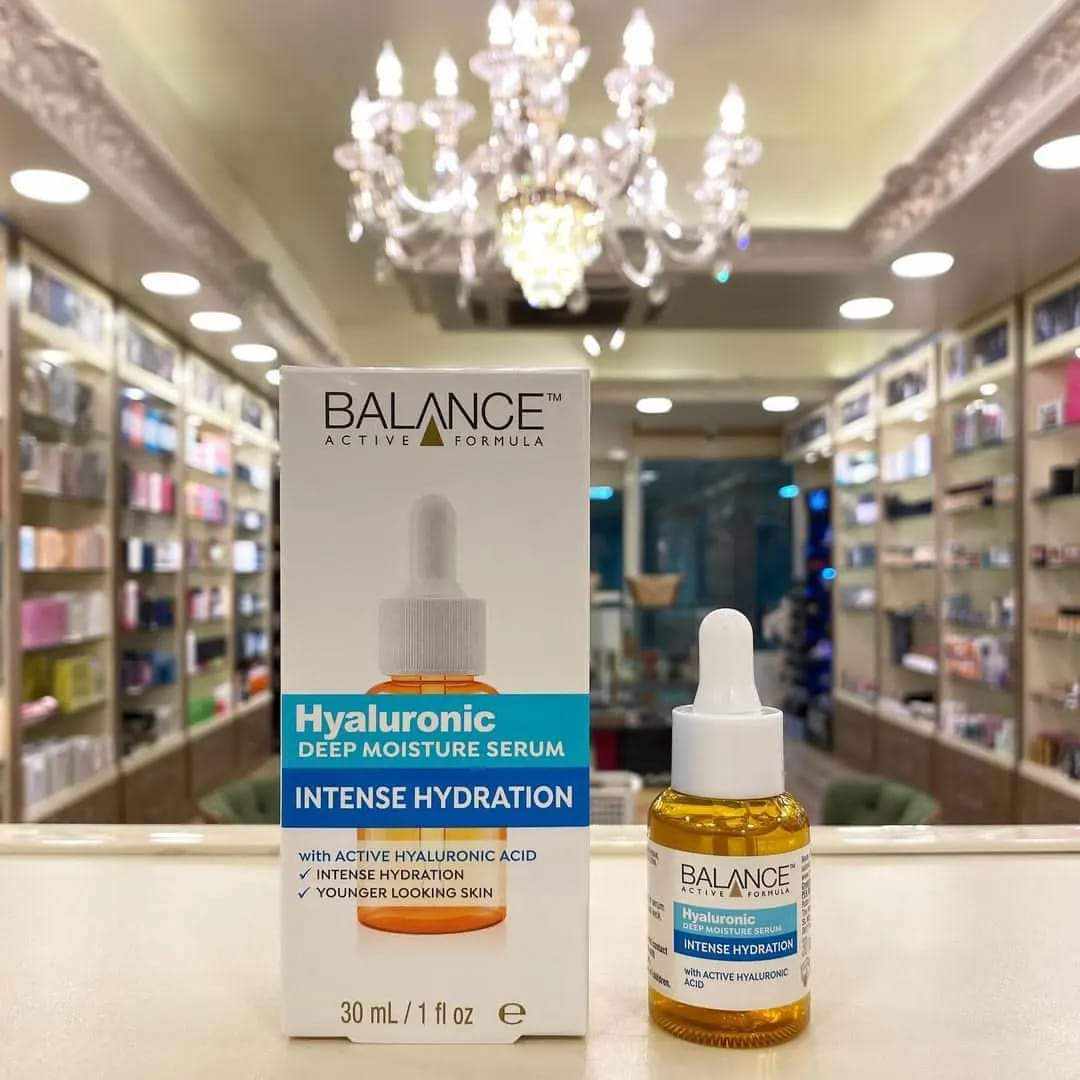 BALANCE™
ACTIVE FORMULA
Hyaluronic
DEEP MOISTURE SERUM
INTENSE HYDRATION
with ACTIVE HYALURONIC ACID
✓ INTENSE HYDRATION
✓ YOUNGER LOOKING SKIN
30 mL / 1 fl oz ℮
BALANCE™
ACTIVE FORMULA
Hyaluronic
DEEP MOISTURE SERUM
INTENSE HYDRATION
with ACTIVE HYALURONIC
ACID